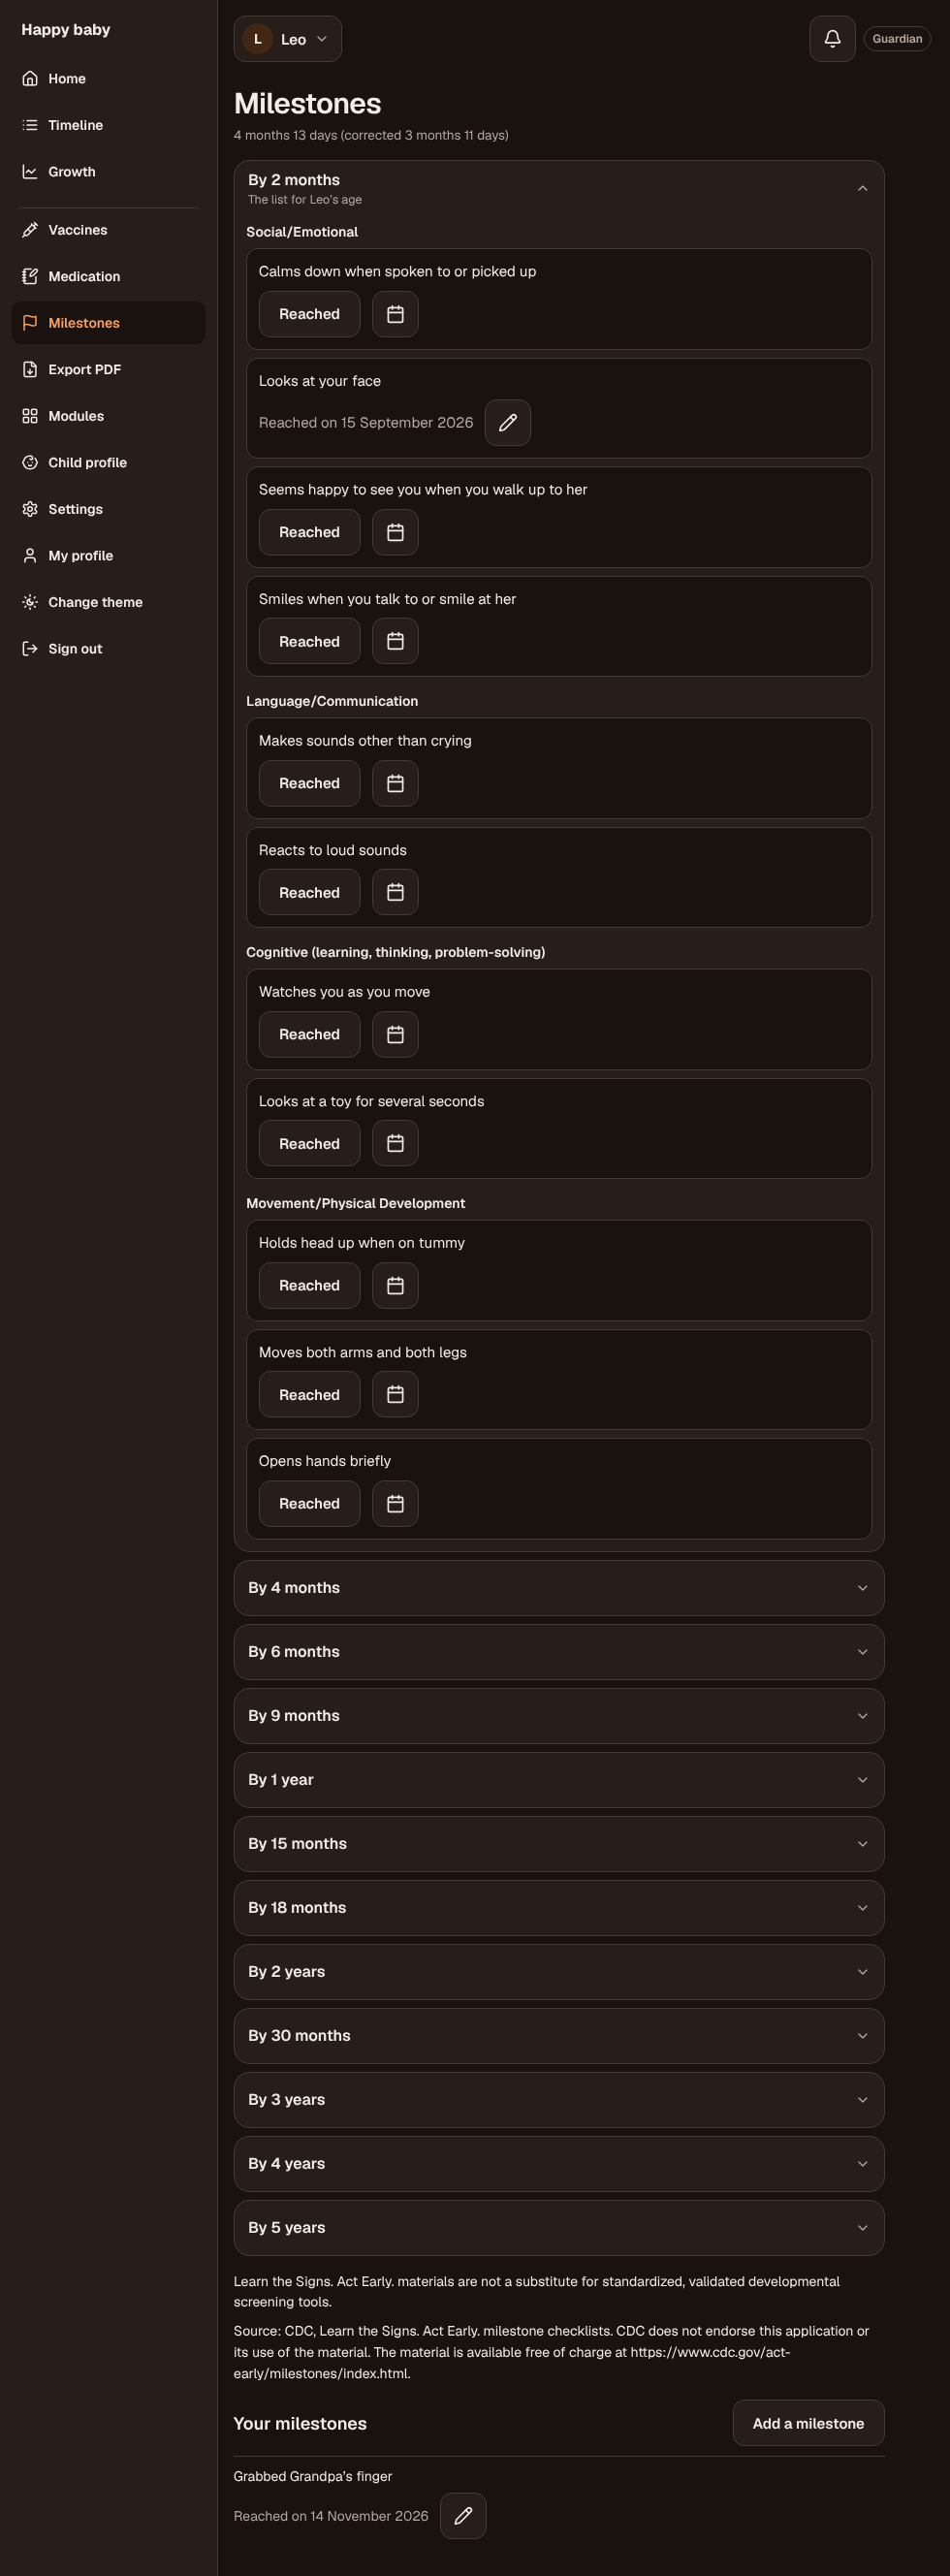 Happy baby
Home
Timeline
Growth
Vaccines
Medication
Milestones
Export PDF
Modules
Child profile
Settings
My profile
Change theme
Sign out
L Leo
Guardian
Milestones
4 months 13 days (corrected 3 months 11 days)
By 2 months
The list for Leo's age
Social/Emotional
Calms down when spoken to or picked up
Reached
Looks at your face
Reached on 15 September 2026
Seems happy to see you when you walk up to her
Reached
Smiles when you talk to or smile at her
Reached
Language/Communication
Makes sounds other than crying
Reached
Reacts to loud sounds
Reached
Cognitive (learning, thinking, problem-solving)
Watches you as you move
Reached
Looks at a toy for several seconds
Reached
Movement/Physical Development
Holds head up when on tummy
Reached
Moves both arms and both legs
Reached
Opens hands briefly
Reached
By 4 months
By 6 months
By 9 months
By 1 year
By 15 months
By 18 months
By 2 years
By 30 months
By 3 years
By 4 years
By 5 years
Learn the Signs. Act Early. materials are not a substitute for standardized, validated developmental
screening tools.
Source: CDC, Learn the Signs. Act Early. milestone checklists. CDC does not endorse this application or
its use of the material. The material is available free of charge at https://www.cdc.gov/act-
early/milestones/index.html.
Your milestones
Add a milestone
Grabbed Grandpa's finger
Reached on 14 November 2026